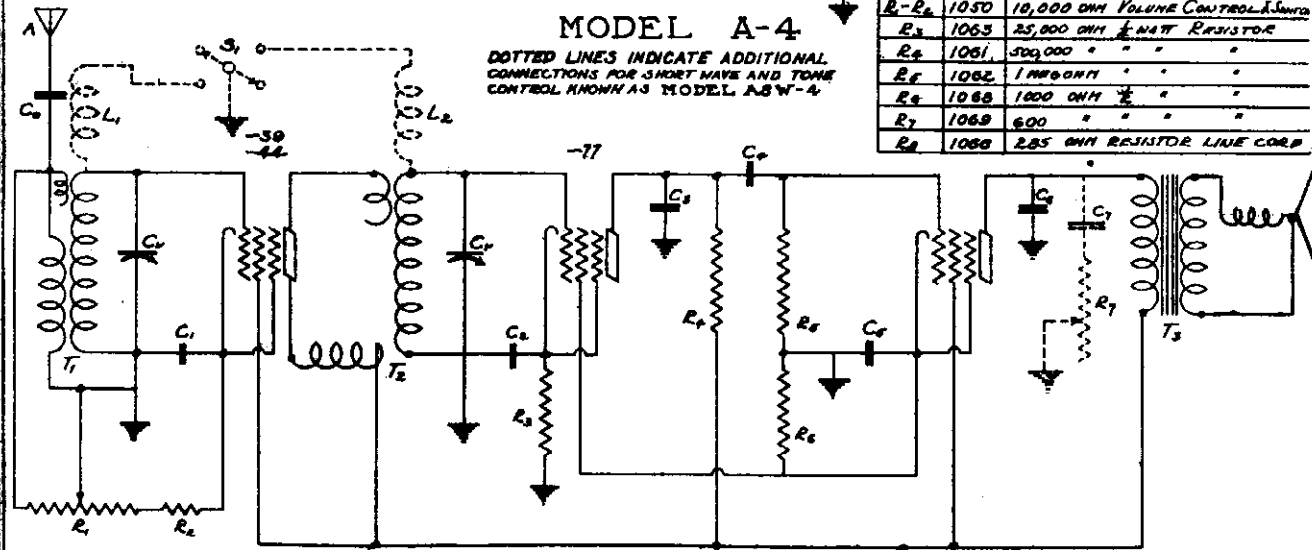 MODEL A-4
DOTTED LINES INDICATE ADDITIONAL
CONNECTIONS FOR SHORT WAVE AND TONE
CONTROL KNOWN AS MODEL ASW-4
R1-R2 1050 10,000 OHM VOLUME CONTROL &
R3 1063 25,000 OHM 1/2 WATT RESISTOR
R4 1061 500,000 " " "
R5 1062 1 MEGOHM " " "
R6 1068 1000 OHM 1/2 " "
R7 1069 600 " " " "
R8 1066 285 OHM RESISTOR LINE CORD
A
S1
L1
L2
-39
-44
-77
C4
C3
C7
Cv
Cv
R4
R5
R7
T3
C1
C2
C5
T1
T2
R3
R6
R1
R2